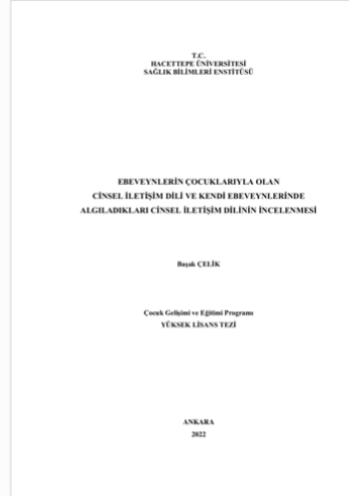 T.C.
HACETTEPE ÜNİVERSİTESİ
SAĞLIK BİLİMLERİ ENSTİTÜSÜ
EBEVEYNLERİN ÇOCUKLARIYLA OLAN
CİNSEL İLETİŞİM DİLİ VE KENDİ EBEVEYNLERİNDE
ALGILADIKLARI CİNSEL İLETİŞİM DİLİNİN İNCELENMESİ
Başak ÇELİK
Çocuk Gelişimi ve Eğitimi Programı
YÜKSEK LİSANS TEZİ
ANKARA
2022